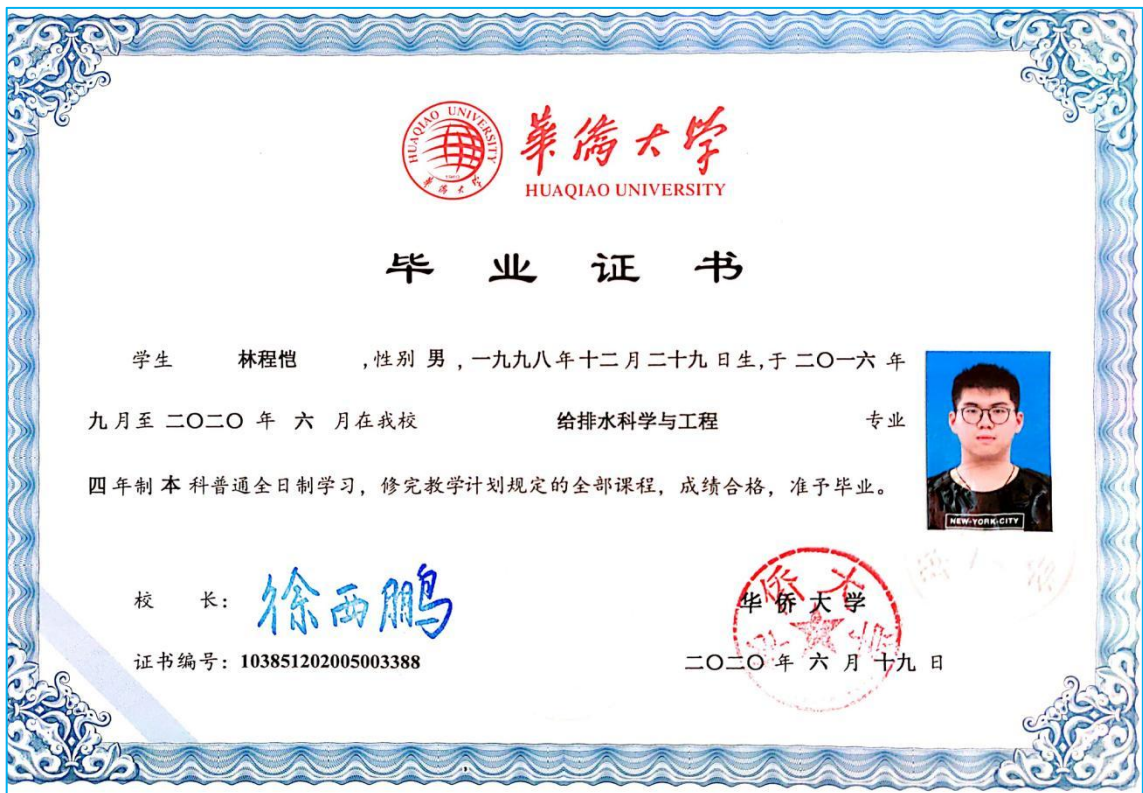 HUAQIAO UNIVERSITY
华侨大学
華僑大学
HUAQIAO UNIVERSITY
毕 业 证 书
学生 林程恺 ,性别 男 ,一九九八年十二月二十九日生,于二〇一六年
九月至二〇二〇年 六 月在我校 给排水科学与工程 专业
四年制 本 科普通全日制学习，修完教学计划规定的全部课程，成绩合格，准予毕业。
NEW-YORK-CITY
校 长：徐西鹏
华侨大学
证书编号：103851202005003388
二〇二〇年 六 月十九日